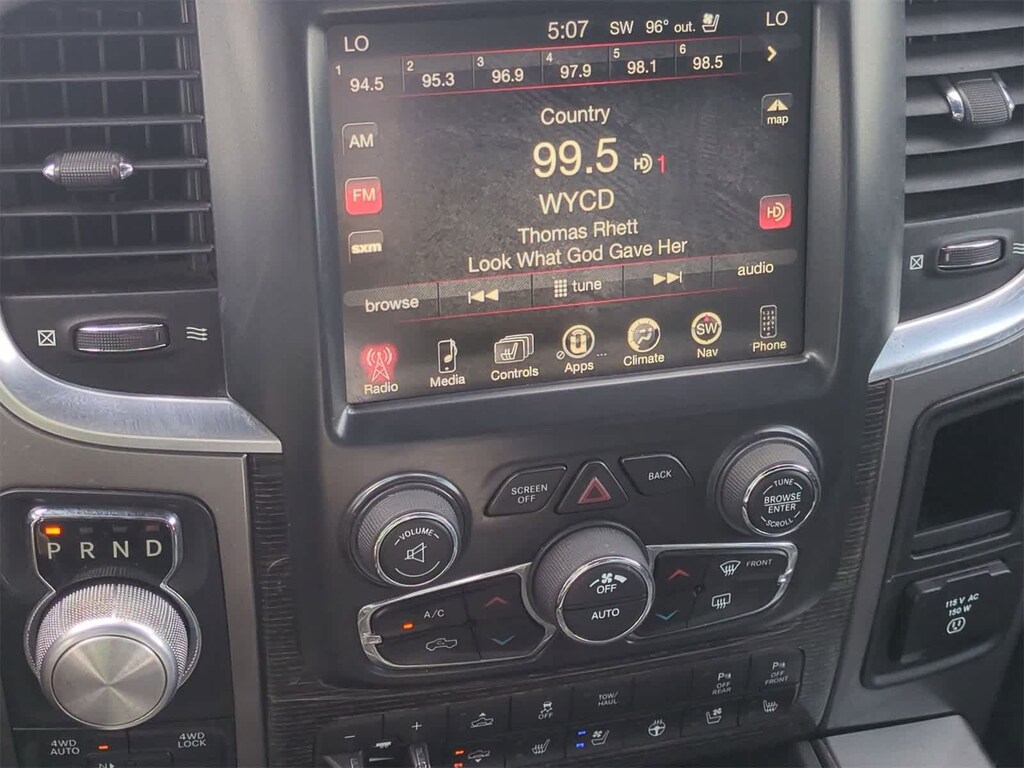 LO 5:07 SW 96° out. LO
1 94.5 2 95.3 3 96.9 4 97.9 5 98.1 6 98.5
Country
map
AM
99.5 HD 1
FM
WYCD
HD
Thomas Rhett
sxm
Look What God Gave Her
browse tune audio
Radio Media Controls Apps Climate Nav Phone
SW
SCREEN OFF BACK
TUNE
BROWSE
ENTER
SCROLL
VOLUME
P R N D
OFF
AUTO
A/C
FRONT
115 V AC
150 W
TOW/
HAUL
OFF
P OFF REAR
P OFF FRONT
4WD
AUTO
4WD
LOCK
N
− +